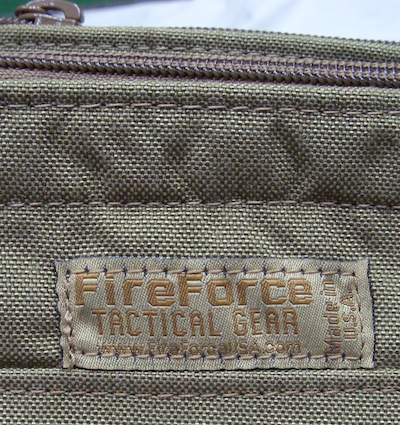 FireForce
TACTICAL GEAR
www.FireForceUSA.com
Made in
U.S.A.